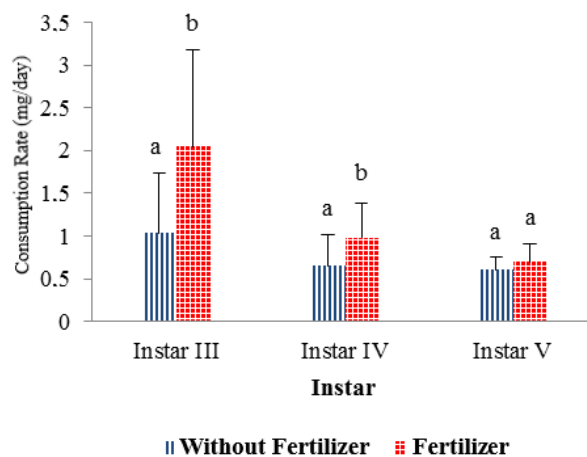 Consumption Rate (mg/day)
3.5
3
2.5
2
1.5
1
0.5
0
a
b
a
b
a
a
Instar III
Instar IV
Instar V
Instar
Without Fertilizer
Fertilizer